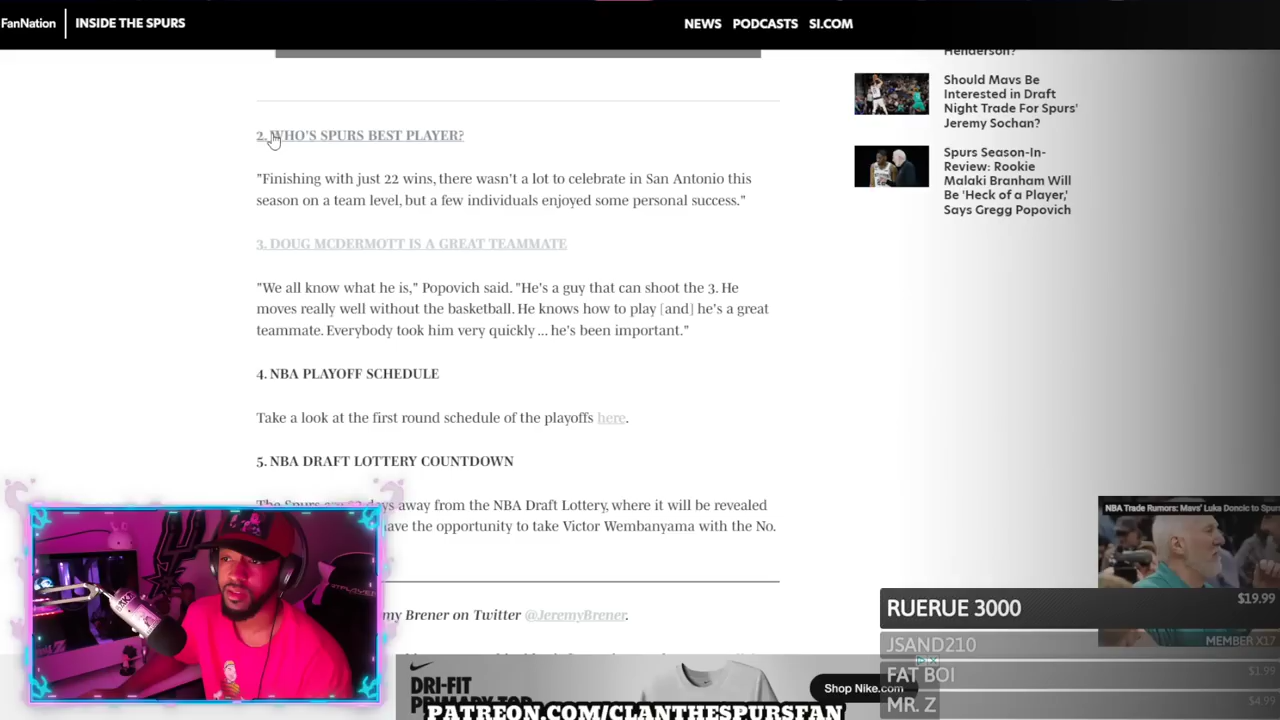 FanNation
INSIDE THE SPURS
NEWS PODCASTS SI.COM
Henderson?
Should Mavs Be
Interested in Draft
Night Trade For Spurs'
Jeremy Sochan?
Spurs Season-In-
Review: Rookie
Malaki Branham Will
Be 'Heck of a Player,'
Says Gregg Popovich
2. WHO'S SPURS BEST PLAYER?
"Finishing with just 22 wins, there wasn't a lot to celebrate in San Antonio this
season on a team level, but a few individuals enjoyed some personal success."
3. DOUG MCDERMOTT IS A GREAT TEAMMATE
"We all know what he is," Popovich said. "He's a guy that can shoot the 3. He
moves really well without the basketball. He knows how to play [and] he's a great
teammate. Everybody took him very quickly ... he's been important."
4. NBA PLAYOFF SCHEDULE
Take a look at the first round schedule of the playoffs here.
5. NBA DRAFT LOTTERY COUNTDOWN
The Spurs are days away from the NBA Draft Lottery, where it will be revealed
have the opportunity to take Victor Wembanyama with the No.
my Brener on Twitter @JeremyBrener.
NBA Trade Rumors: Mavs' Luka Doncic to Spurs
RUERUE 3000 $19.99
JSAND210 MEMBER X17
FAT BOI $1.99
MR. Z $4.99
DRI-FIT
PRIMARY TOP
Shop Nike.com
PATREON.COM/CLANTHESPURSFAN